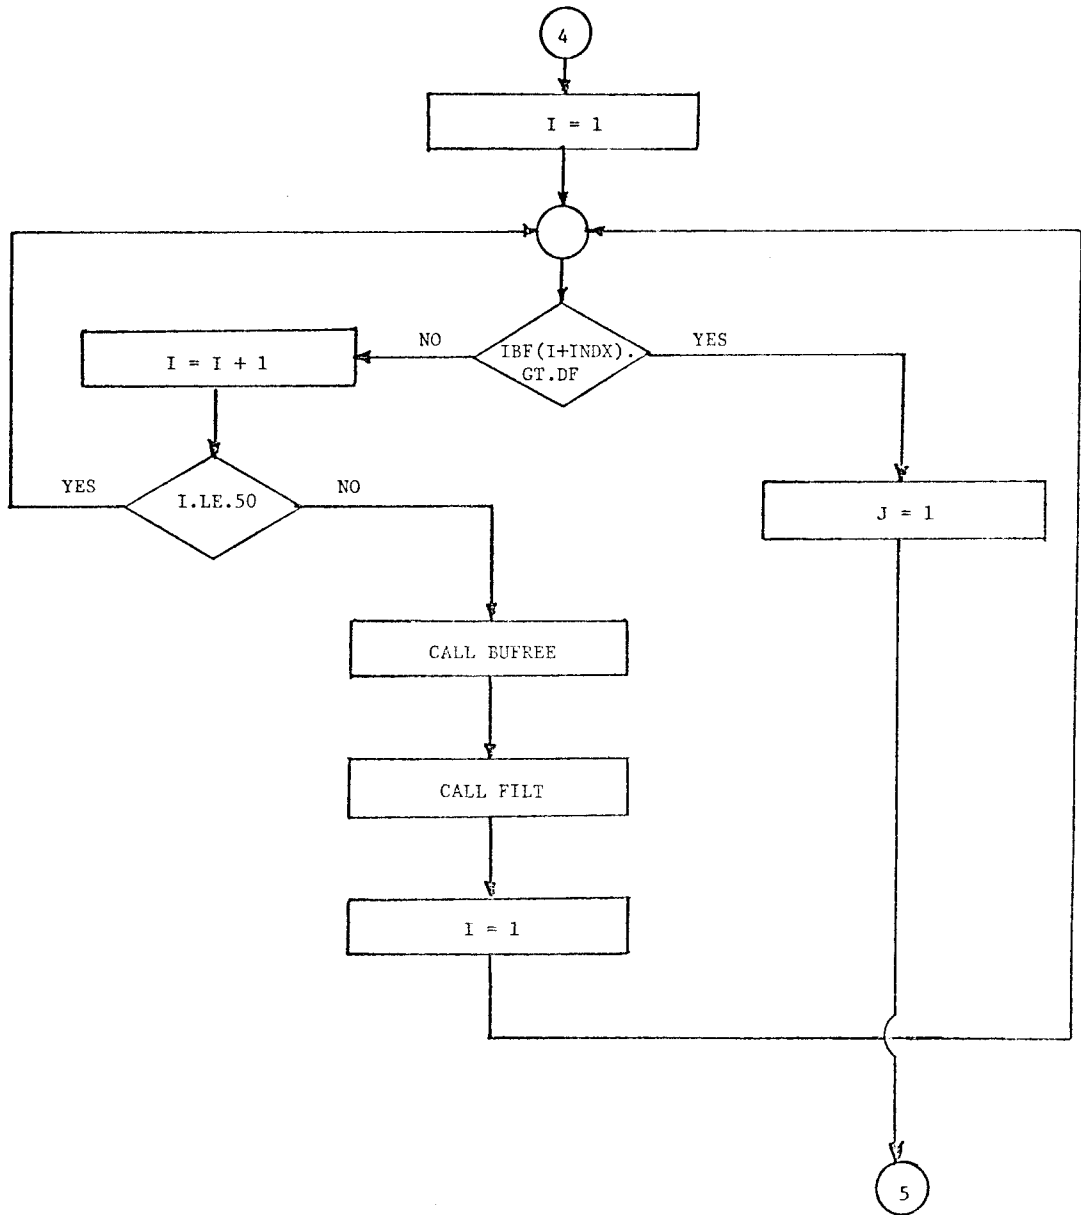 4
I = 1
NO
IBF(I+INDX).
GT.DF
YES
I = I + 1
YES
I.LE.50
NO
J = 1
CALL BUFREE
CALL FILT
I = 1
5